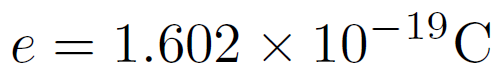 e = 1.602 × 10⁻¹⁹C